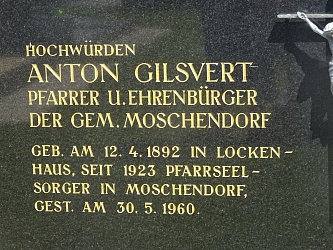 HOCHWÜRDEN
ANTON GILSVERT
PFARRER U. EHRENBÜRGER
DER GEM. MOSCHENDORF
GEB. AM 12. 4. 1892 IN LOCKEN-
HAUS, SEIT 1923 PFARRSEEL-
SORGER IN MOSCHENDORF,
GEST. AM 30. 5. 1960.